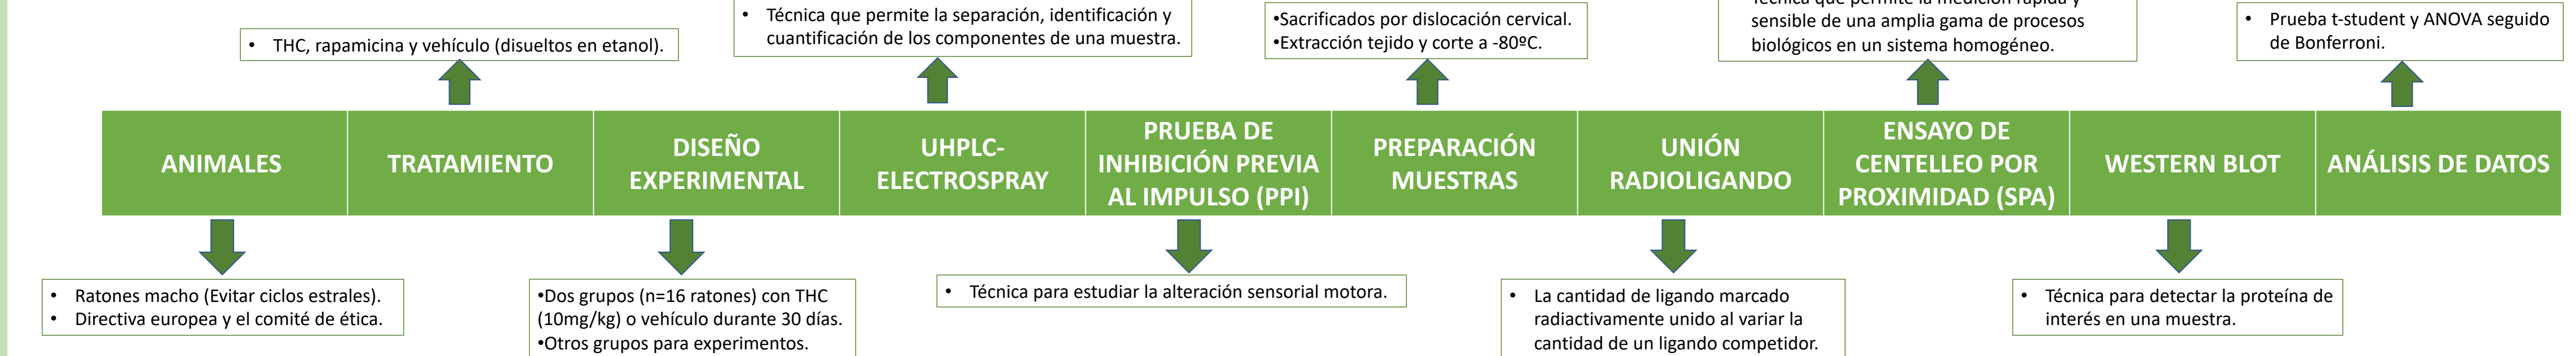 • THC, rapamicina y vehículo (disueltos en etanol).
• Técnica que permite la separación, identificación y
cuantificación de los componentes de una muestra.
•Sacrificados por dislocación cervical.
•Extracción tejido y corte a -80ºC.
Técnica que permite la medición rápida y
sensible de una amplia gama de procesos
biológicos en un sistema homogéneo.
• Prueba t-student y ANOVA seguido
de Bonferroni.
ANIMALES
TRATAMIENTO
DISEÑO
EXPERIMENTAL
UHPLC-
ELECTROSPRAY
PRUEBA DE
INHIBICIÓN PREVIA
AL IMPULSO (PPI)
PREPARACIÓN
MUESTRAS
UNIÓN
RADIOLIGANDO
ENSAYO DE
CENTELLEO POR
PROXIMIDAD (SPA)
WESTERN BLOT
ANÁLISIS DE DATOS
• Ratones macho (Evitar ciclos estrales).
• Directiva europea y el comité de ética.
•Dos grupos (n=16 ratones) con THC
(10mg/kg) o vehículo durante 30 días.
•Otros grupos para experimentos.
• Técnica para estudiar la alteración sensorial motora.
• La cantidad de ligando marcado
radiactivamente unido al variar la
cantidad de un ligando competidor.
• Técnica para detectar la proteína de
interés en una muestra.